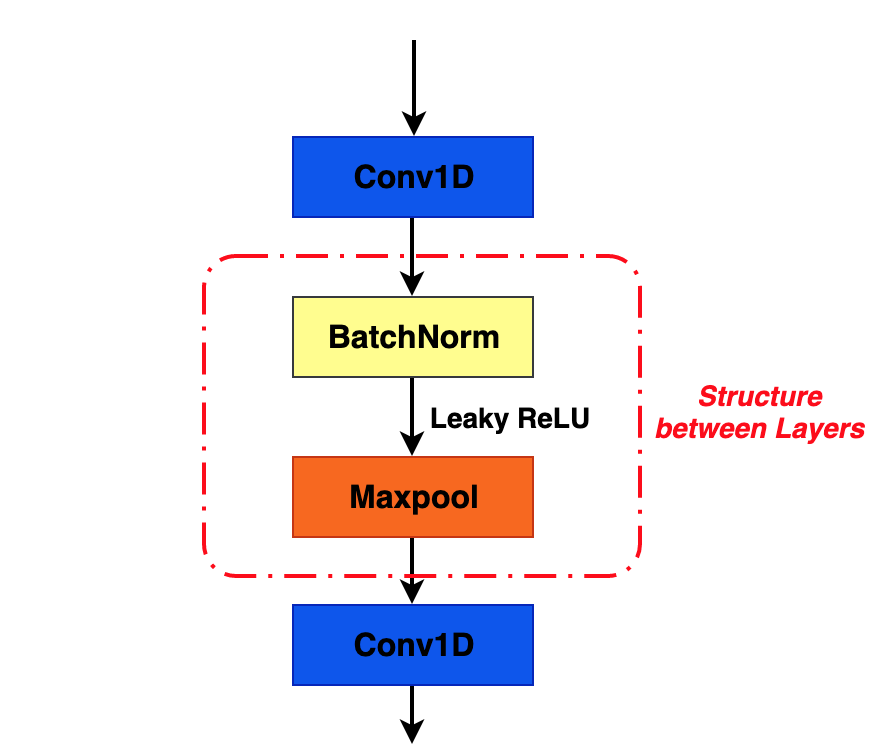 Conv1D
BatchNorm
Leaky ReLU
Structure
between Layers
Maxpool
Conv1D